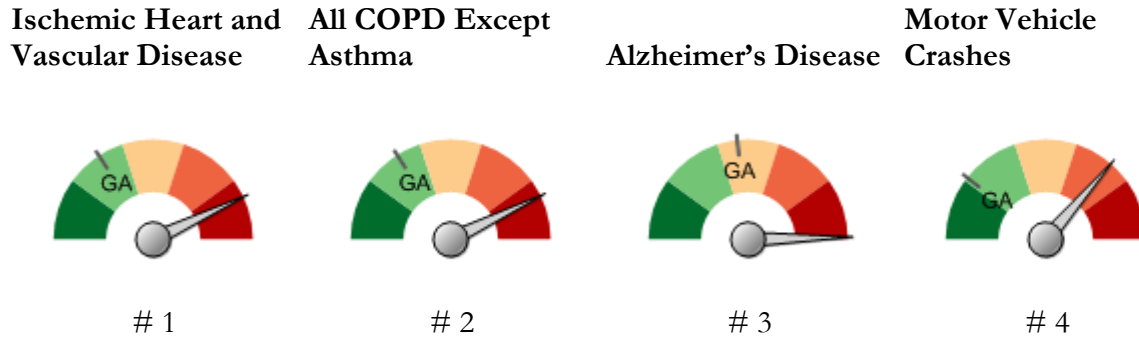 Ischemic Heart and
Vascular Disease
All COPD Except
Asthma
Alzheimer's Disease
Motor Vehicle
Crashes
GA
GA
GA
GA
# 1
# 2
# 3
# 4